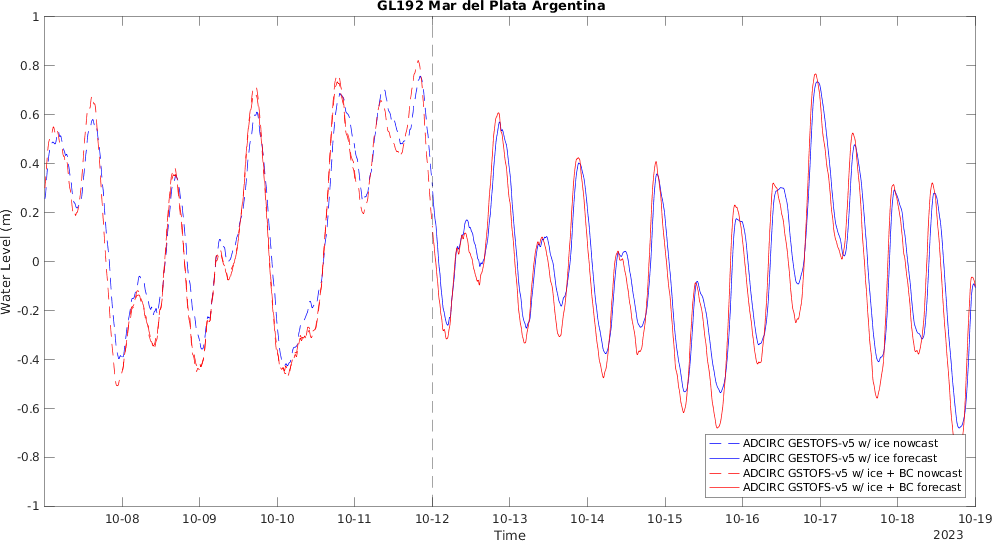 GL192 Mar del Plata Argentina
1
0.8
0.6
0.4
0.2
0
-0.2
-0.4
-0.6
-0.8
-1
Water Level (m)
ADCIRC GESTOFS-v5 w/ ice nowcast
ADCIRC GESTOFS-v5 w/ ice forecast
ADCIRC GSTOFS-v5 w/ ice + BC nowcast
ADCIRC GSTOFS-v5 w/ ice + BC forecast
10-08 10-09 10-10 10-11 10-12 10-13 10-14 10-15 10-16 10-17 10-18 10-19
Time
2023